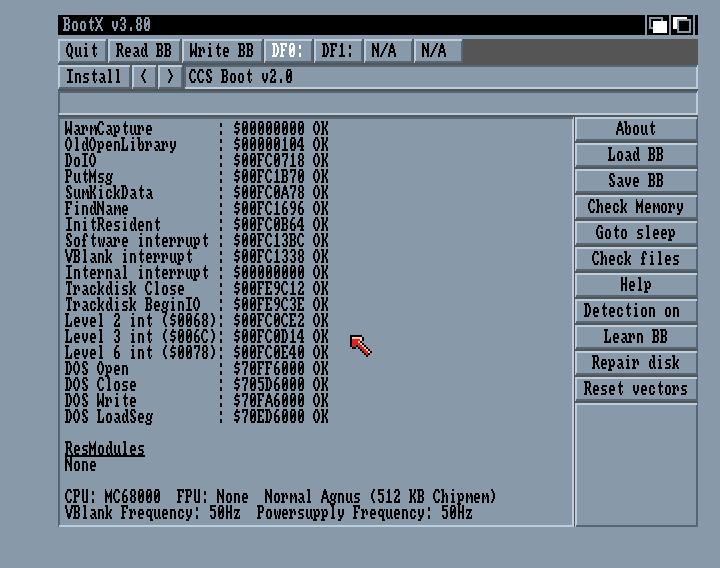 BootX v3.80
Quit Read BB Write BB DF0: DF1: N/A N/A
Install < > CCS Boot v2.0
WarmCapture : $00000000 OK
OldOpenLibrary : $00000104 OK
DoIO : $00FC0718 OK
PutMsg : $00FC1B70 OK
SumKickData : $00FC0A78 OK
FindName : $00FC1696 OK
InitResident : $00FC0B64 OK
Software interrupt : $00FC13BC OK
VBlank interrupt : $00FC1338 OK
Internal interrupt : $00000000 OK
Trackdisk Close : $00FE9C12 OK
Trackdisk BeginIO : $00FE9C3E OK
Level 2 int ($0068): $00FC0CE2 OK
Level 3 int ($006C): $00FC0D14 OK
Level 6 int ($0078): $00FC0E40 OK
DOS Open : $70FF6000 OK
DOS Close : $705D6000 OK
DOS Write : $70FA6000 OK
DOS LoadSeg : $70ED6000 OK
ResModules
None
CPU: MC68000 FPU: None Normal Agnus (512 KB Chipmem)
VBlank Frequency: 50Hz Powersupply Frequency: 50Hz
About
Load BB
Save BB
Check Memory
Goto sleep
Check files
Help
Detection on
Learn BB
Repair disk
Reset vectors